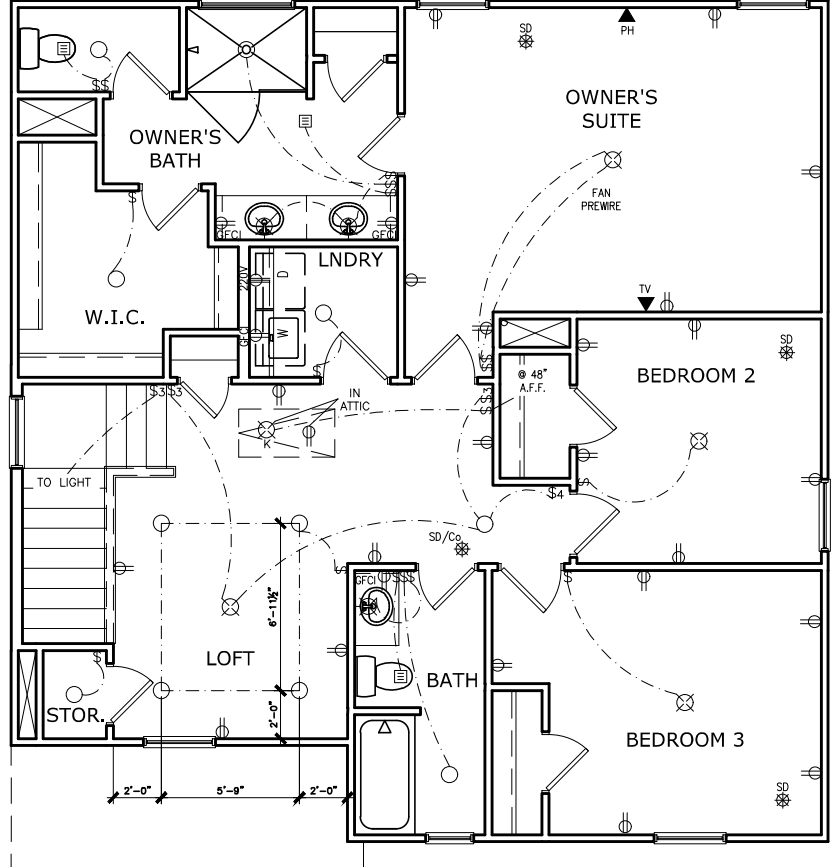 SD
PH
OWNER'S
SUITE
$$
OWNER'S
BATH
FAN
PREWIRE
$
$
$
$
GFCI
GFCI
LNDRY
220V
D
W.I.C.
GFCI
W
TV
SD
$
$
$
@ 48"
A.F.F.
BEDROOM 2
$3
$3
IN
ATTIC
$
$3
K
TO LIGHT
$
$4
SD/Co
$
GFCI
$$$
$
6'-11½"
LOFT
$
BATH
STOR.
2'-0"
BEDROOM 3
2'-0"
5'-9"
2'-0"
SD